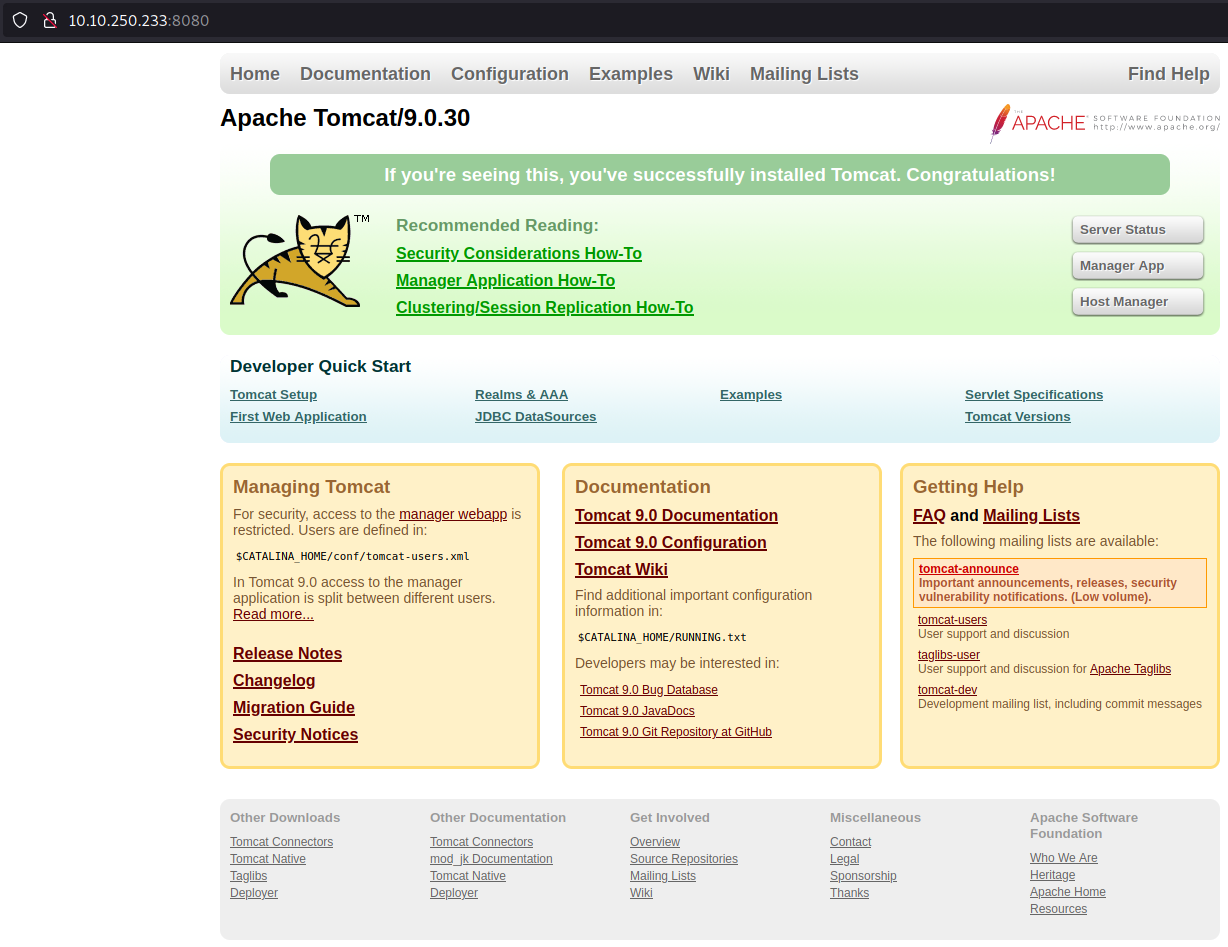 10.10.250.233:8080
Home Documentation Configuration Examples Wiki Mailing Lists Find Help
Apache Tomcat/9.0.30
THE
APACHE SOFTWARE FOUNDATION
http://www.apache.org/
If you're seeing this, you've successfully installed Tomcat. Congratulations!
TM
Recommended Reading:
Security Considerations How-To
Manager Application How-To
Clustering/Session Replication How-To
Server Status
Manager App
Host Manager
Developer Quick Start
Tomcat Setup
First Web Application
Realms & AAA
JDBC DataSources
Examples
Servlet Specifications
Tomcat Versions
Managing Tomcat
For security, access to the manager webapp is
restricted. Users are defined in:
$CATALINA_HOME/conf/tomcat-users.xml
In Tomcat 9.0 access to the manager
application is split between different users.
Read more...
Release Notes
Changelog
Migration Guide
Security Notices
Documentation
Tomcat 9.0 Documentation
Tomcat 9.0 Configuration
Tomcat Wiki
Find additional important configuration
information in:
$CATALINA_HOME/RUNNING.txt
Developers may be interested in:
Tomcat 9.0 Bug Database
Tomcat 9.0 JavaDocs
Tomcat 9.0 Git Repository at GitHub
Getting Help
FAQ and Mailing Lists
The following mailing lists are available:
tomcat-announce
Important announcements, releases, security
vulnerability notifications. (Low volume).
tomcat-users
User support and discussion
taglibs-user
User support and discussion for Apache Taglibs
tomcat-dev
Development mailing list, including commit messages
Other Downloads
Tomcat Connectors
Tomcat Native
Taglibs
Deployer
Other Documentation
Tomcat Connectors
mod_jk Documentation
Tomcat Native
Deployer
Get Involved
Overview
Source Repositories
Mailing Lists
Wiki
Miscellaneous
Contact
Legal
Sponsorship
Thanks
Apache Software
Foundation
Who We Are
Heritage
Apache Home
Resources